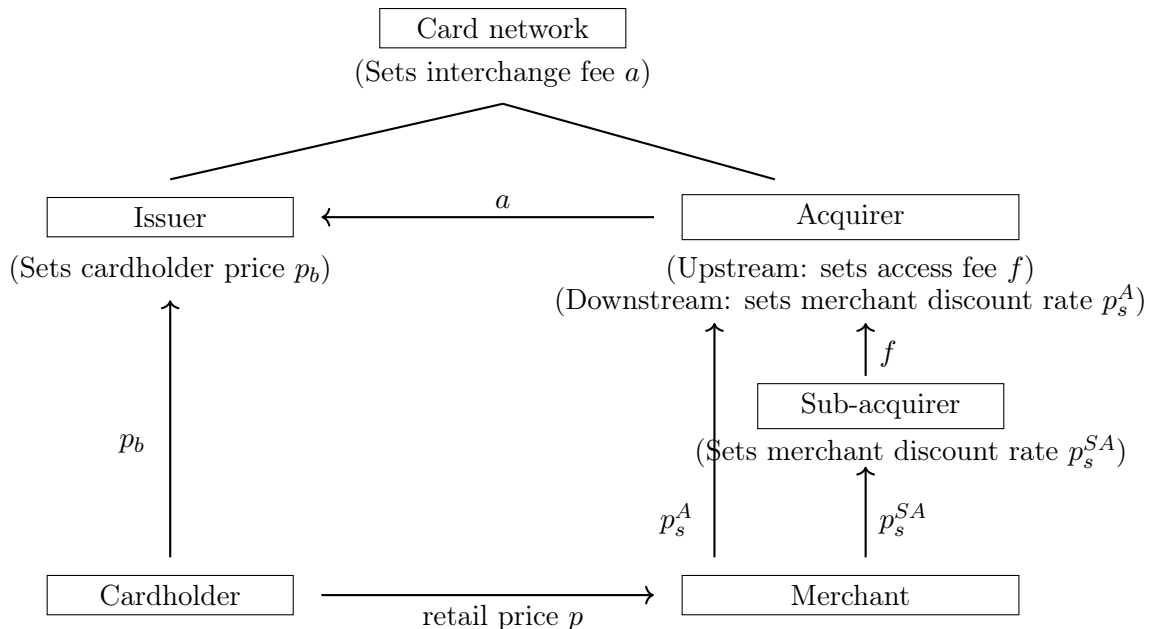 Card network
(Sets interchange fee a)
Issuer
a
Acquirer
(Sets cardholder price p_b)
(Upstream: sets access fee f)
(Downstream: sets merchant discount rate p_s^A)
f
Sub-acquirer
p_b
(Sets merchant discount rate p_s^{SA})
p_s^A
p_s^{SA}
Cardholder
Merchant
retail price p